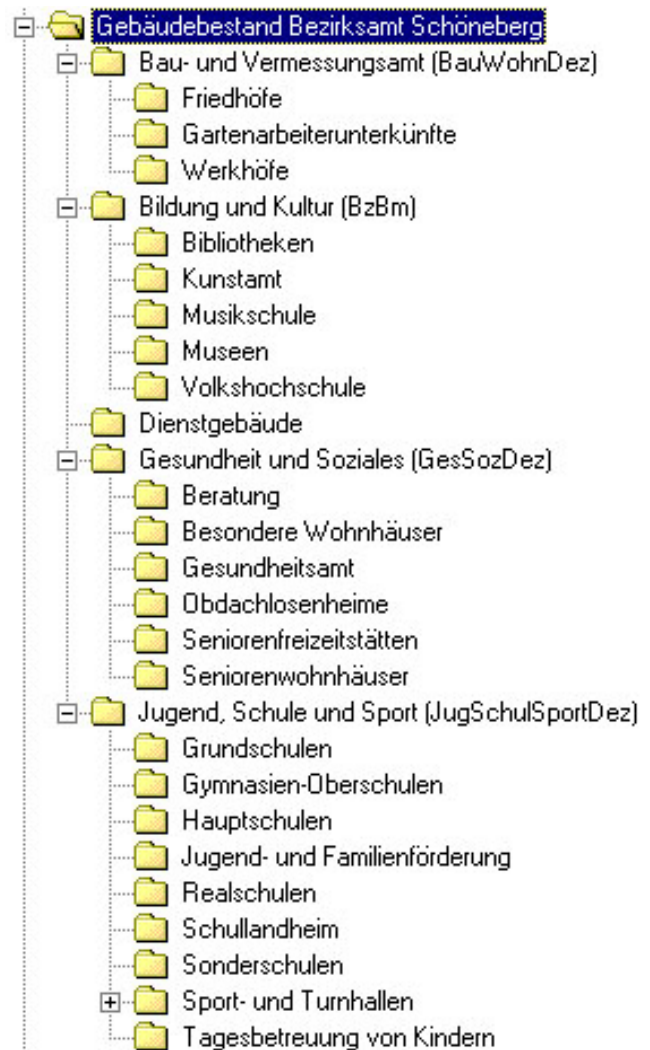 Gebäudebestand Bezirksamt Schöneberg
Bau- und Vermessungsamt (BauWohnDez)
Friedhöfe
Gartenarbeiterunterkünfte
Werkhöfe
Bildung und Kultur (BzBm)
Bibliotheken
Kunstamt
Musikschule
Museen
Volkshochschule
Dienstgebäude
Gesundheit und Soziales (GesSozDez)
Beratung
Besondere Wohnhäuser
Gesundheitsamt
Obdachlosenheime
Seniorenfreizeitstätten
Seniorenwohnhäuser
Jugend, Schule und Sport (JugSchulSportDez)
Grundschulen
Gymnasien-Oberschulen
Hauptschulen
Jugend- und Familienförderung
Realschulen
Schullandheim
Sonderschulen
Sport- und Turnhallen
Tagesbetreuung von Kindern